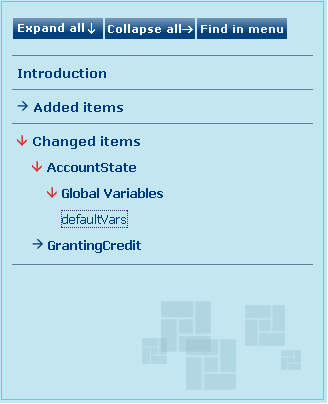 Expand all↓ Collapse all→ Find in menu
Introduction
→ Added items
↓ Changed items
↓ AccountState
↓ Global Variables
defaultVars
→ GrantingCredit